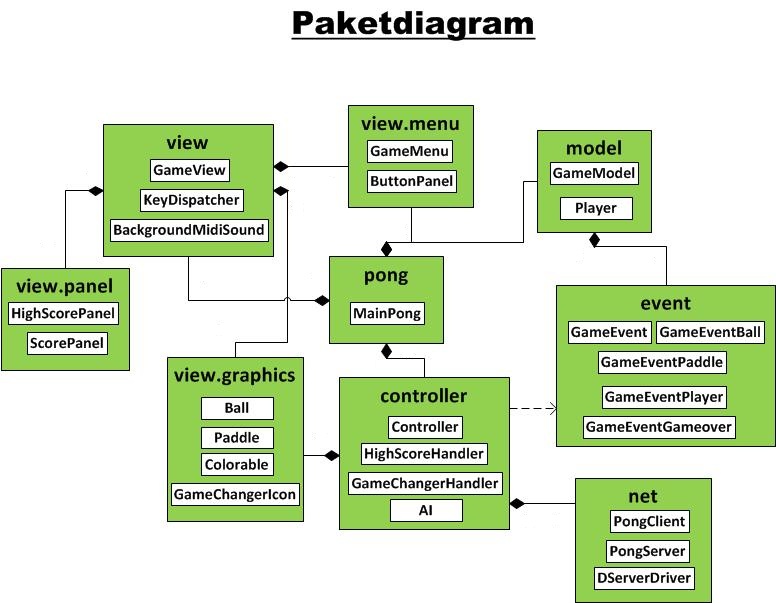 Paketdiagram
view
GameView
KeyDispatcher
BackgroundMidiSound
view.menu
GameMenu
ButtonPanel
model
GameModel
Player
view.panel
HighScorePanel
ScorePanel
pong
MainPong
event
GameEvent GameEventBall
GameEventPaddle
GameEventPlayer
GameEventGameover
view.graphics
Ball
Paddle
Colorable
GameChangerIcon
controller
Controller
HighScoreHandler
GameChangerHandler
AI
net
PongClient
PongServer
DServerDriver